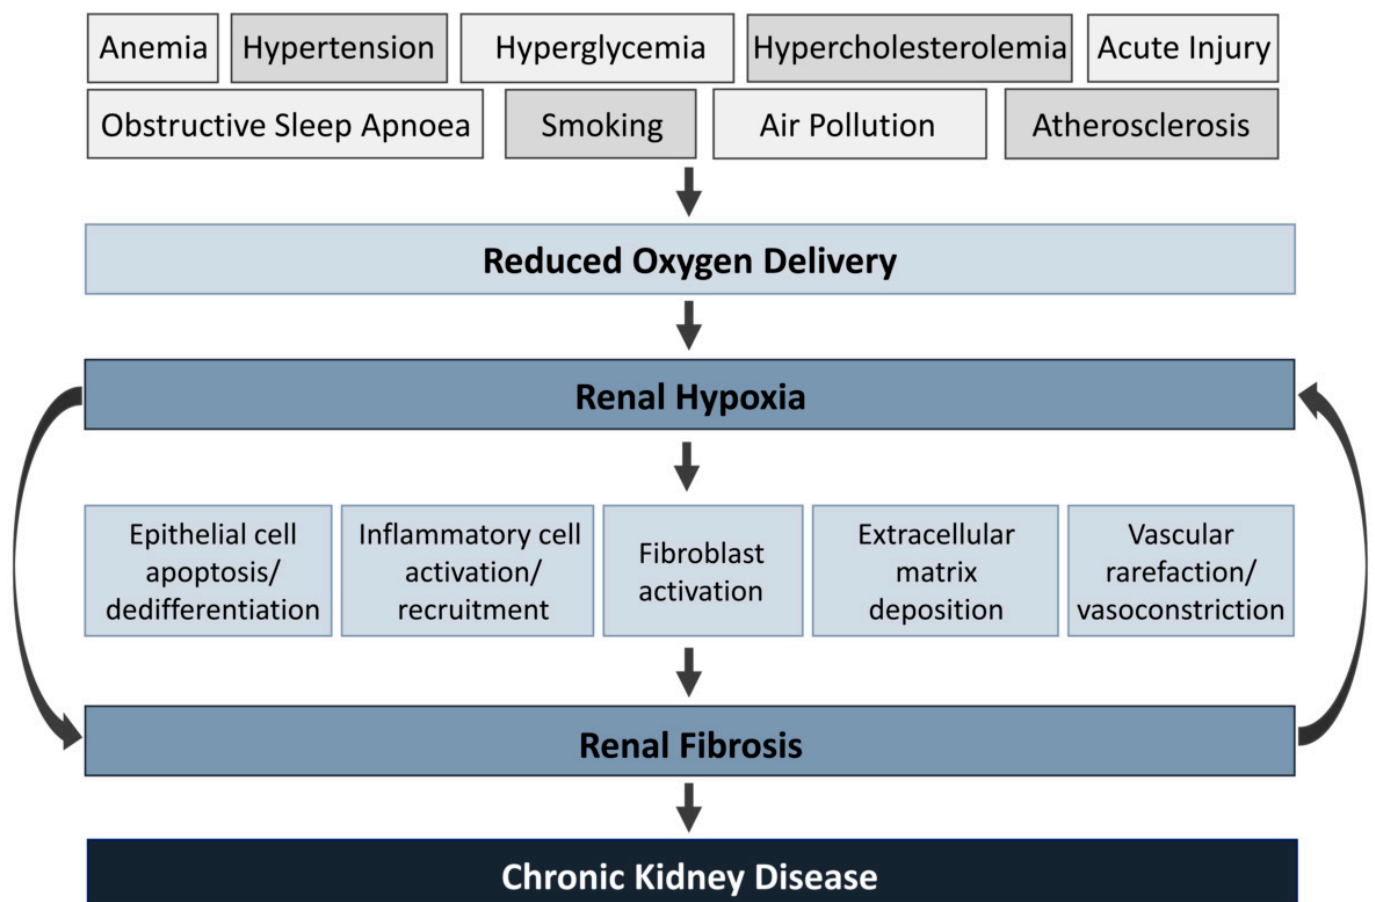 Anemia
Hypertension
Hyperglycemia
Hypercholesterolemia
Acute Injury
Obstructive Sleep Apnoea
Smoking
Air Pollution
Atherosclerosis
Reduced Oxygen Delivery
Renal Hypoxia
Epithelial cell
apoptosis/
dedifferentiation
Inflammatory cell
activation/
recruitment
Fibroblast
activation
Extracellular
matrix
deposition
Vascular
rarefaction/
vasoconstriction
Renal Fibrosis
Chronic Kidney Disease